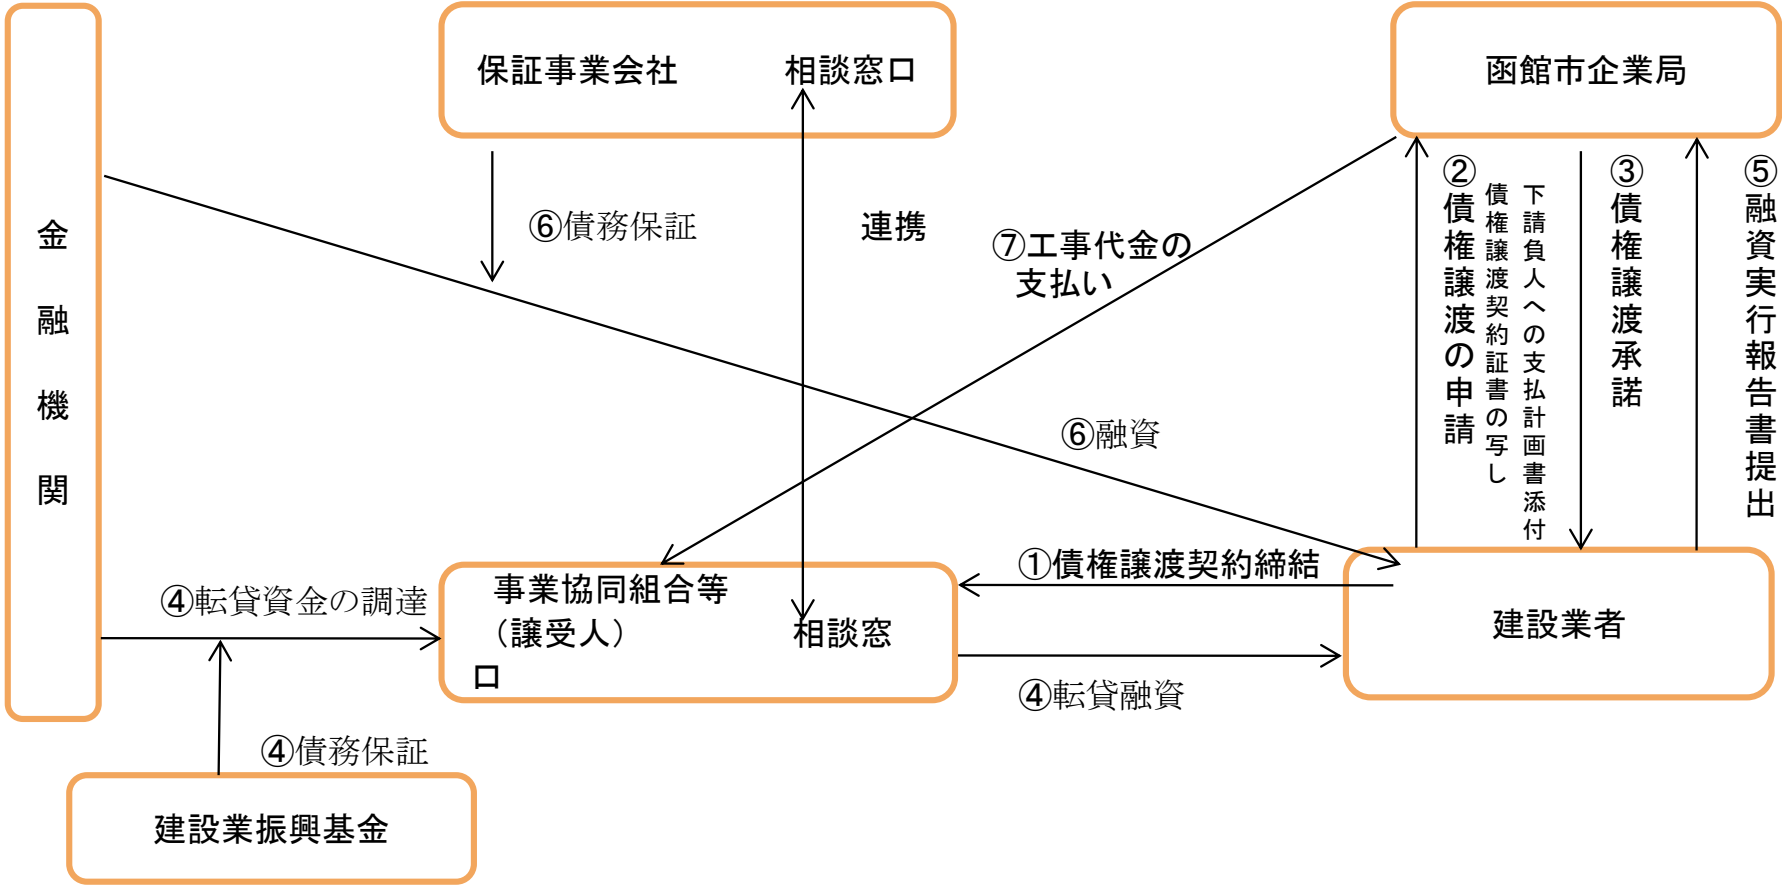 保証事業会社　相談窓口
函館市企業局
金融機関
⑥債務保証
連携
⑦工事代金の
支払い
②債権譲渡の申請
債権譲渡契約証書の写し
下請負人への支払計画書添付
③債権譲渡承諾
⑤融資実行報告書提出
⑥融資
①債権譲渡契約締結
④転貸資金の調達
事業協同組合等
（譲受人）　相談窓
口
建設業者
④転貸融資
④債務保証
建設業振興基金